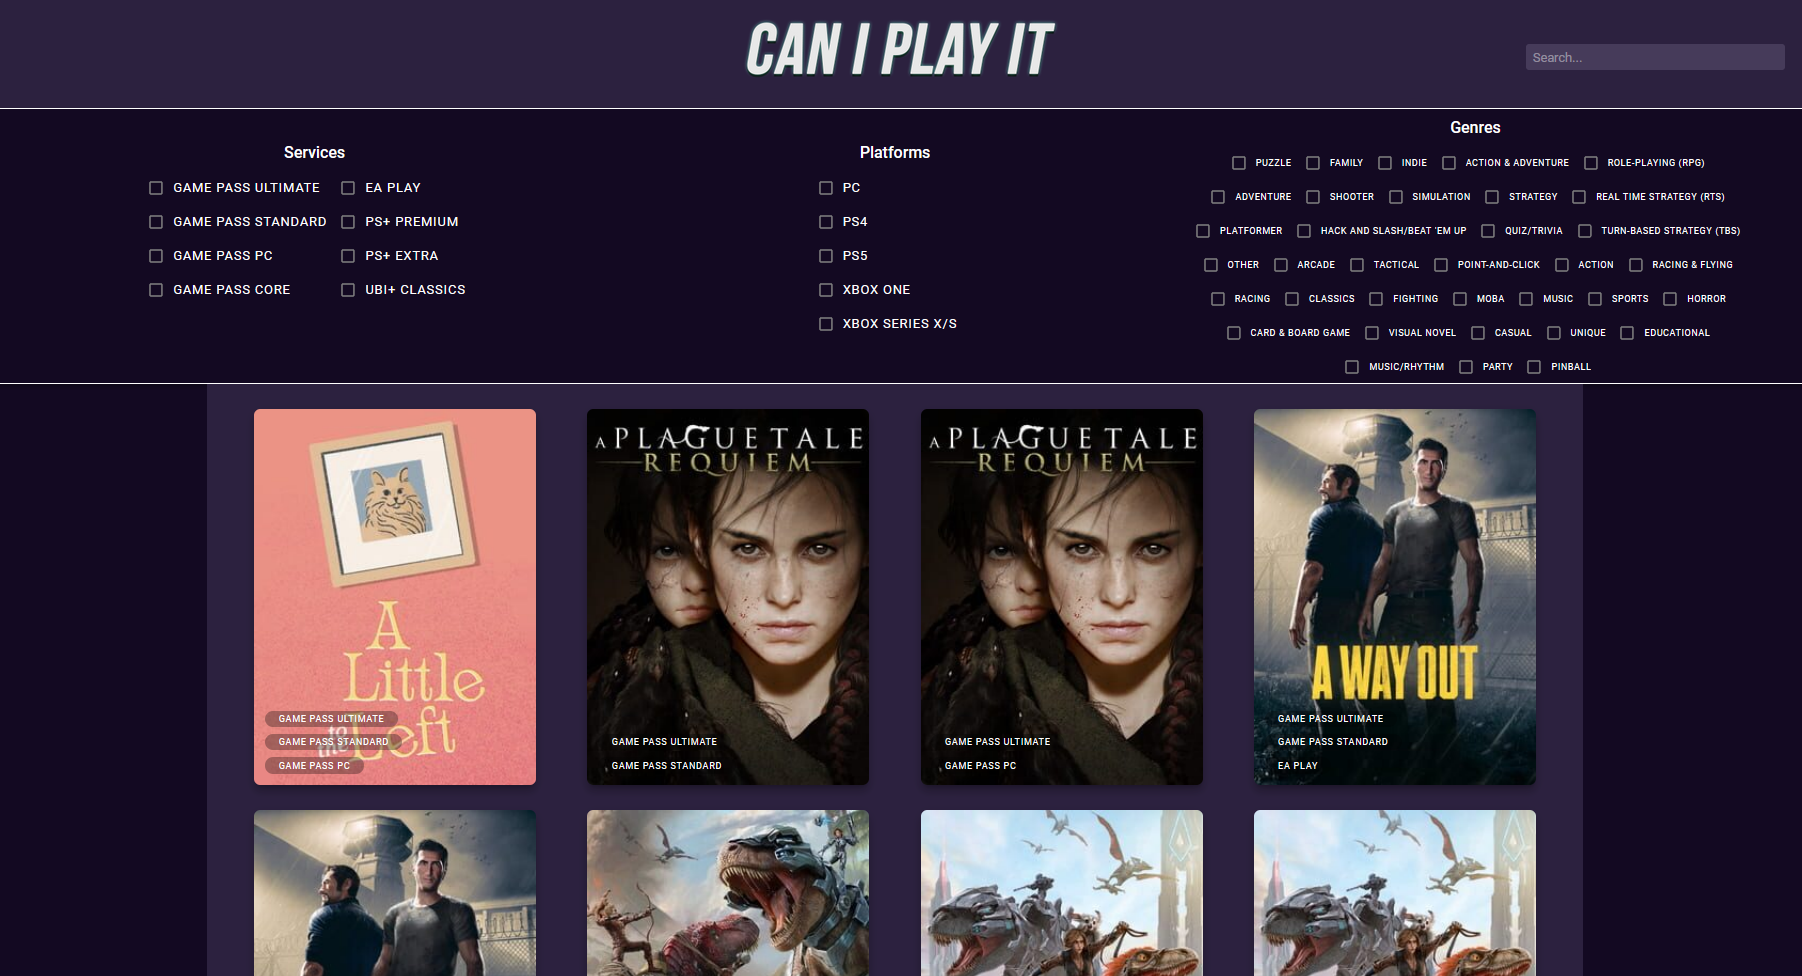 CAN I PLAY IT
Search...
Services
GAME PASS ULTIMATE
EA PLAY
GAME PASS STANDARD
PS+ PREMIUM
GAME PASS PC
PS+ EXTRA
GAME PASS CORE
UBI+ CLASSICS
Platforms
PC
PS4
PS5
XBOX ONE
XBOX SERIES X/S
Genres
PUZZLE FAMILY INDIE ACTION & ADVENTURE ROLE-PLAYING (RPG)
ADVENTURE SHOOTER SIMULATION STRATEGY REAL TIME STRATEGY (RTS)
PLATFORMER HACK AND SLASH/BEAT 'EM UP QUIZ/TRIVIA TURN-BASED STRATEGY (TBS)
OTHER ARCADE TACTICAL POINT-AND-CLICK ACTION RACING & FLYING
RACING CLASSICS FIGHTING MOBA MUSIC SPORTS HORROR
CARD & BOARD GAME VISUAL NOVEL CASUAL UNIQUE EDUCATIONAL
MUSIC/RHYTHM PARTY PINBALL
A
Little
to the
Left
GAME PASS ULTIMATE
GAME PASS STANDARD
GAME PASS PC
A PLAGUE TALE
REQUIEM
GAME PASS ULTIMATE
GAME PASS STANDARD
A PLAGUE TALE
REQUIEM
GAME PASS ULTIMATE
GAME PASS PC
A WAY OUT
GAME PASS ULTIMATE
GAME PASS STANDARD
EA PLAY